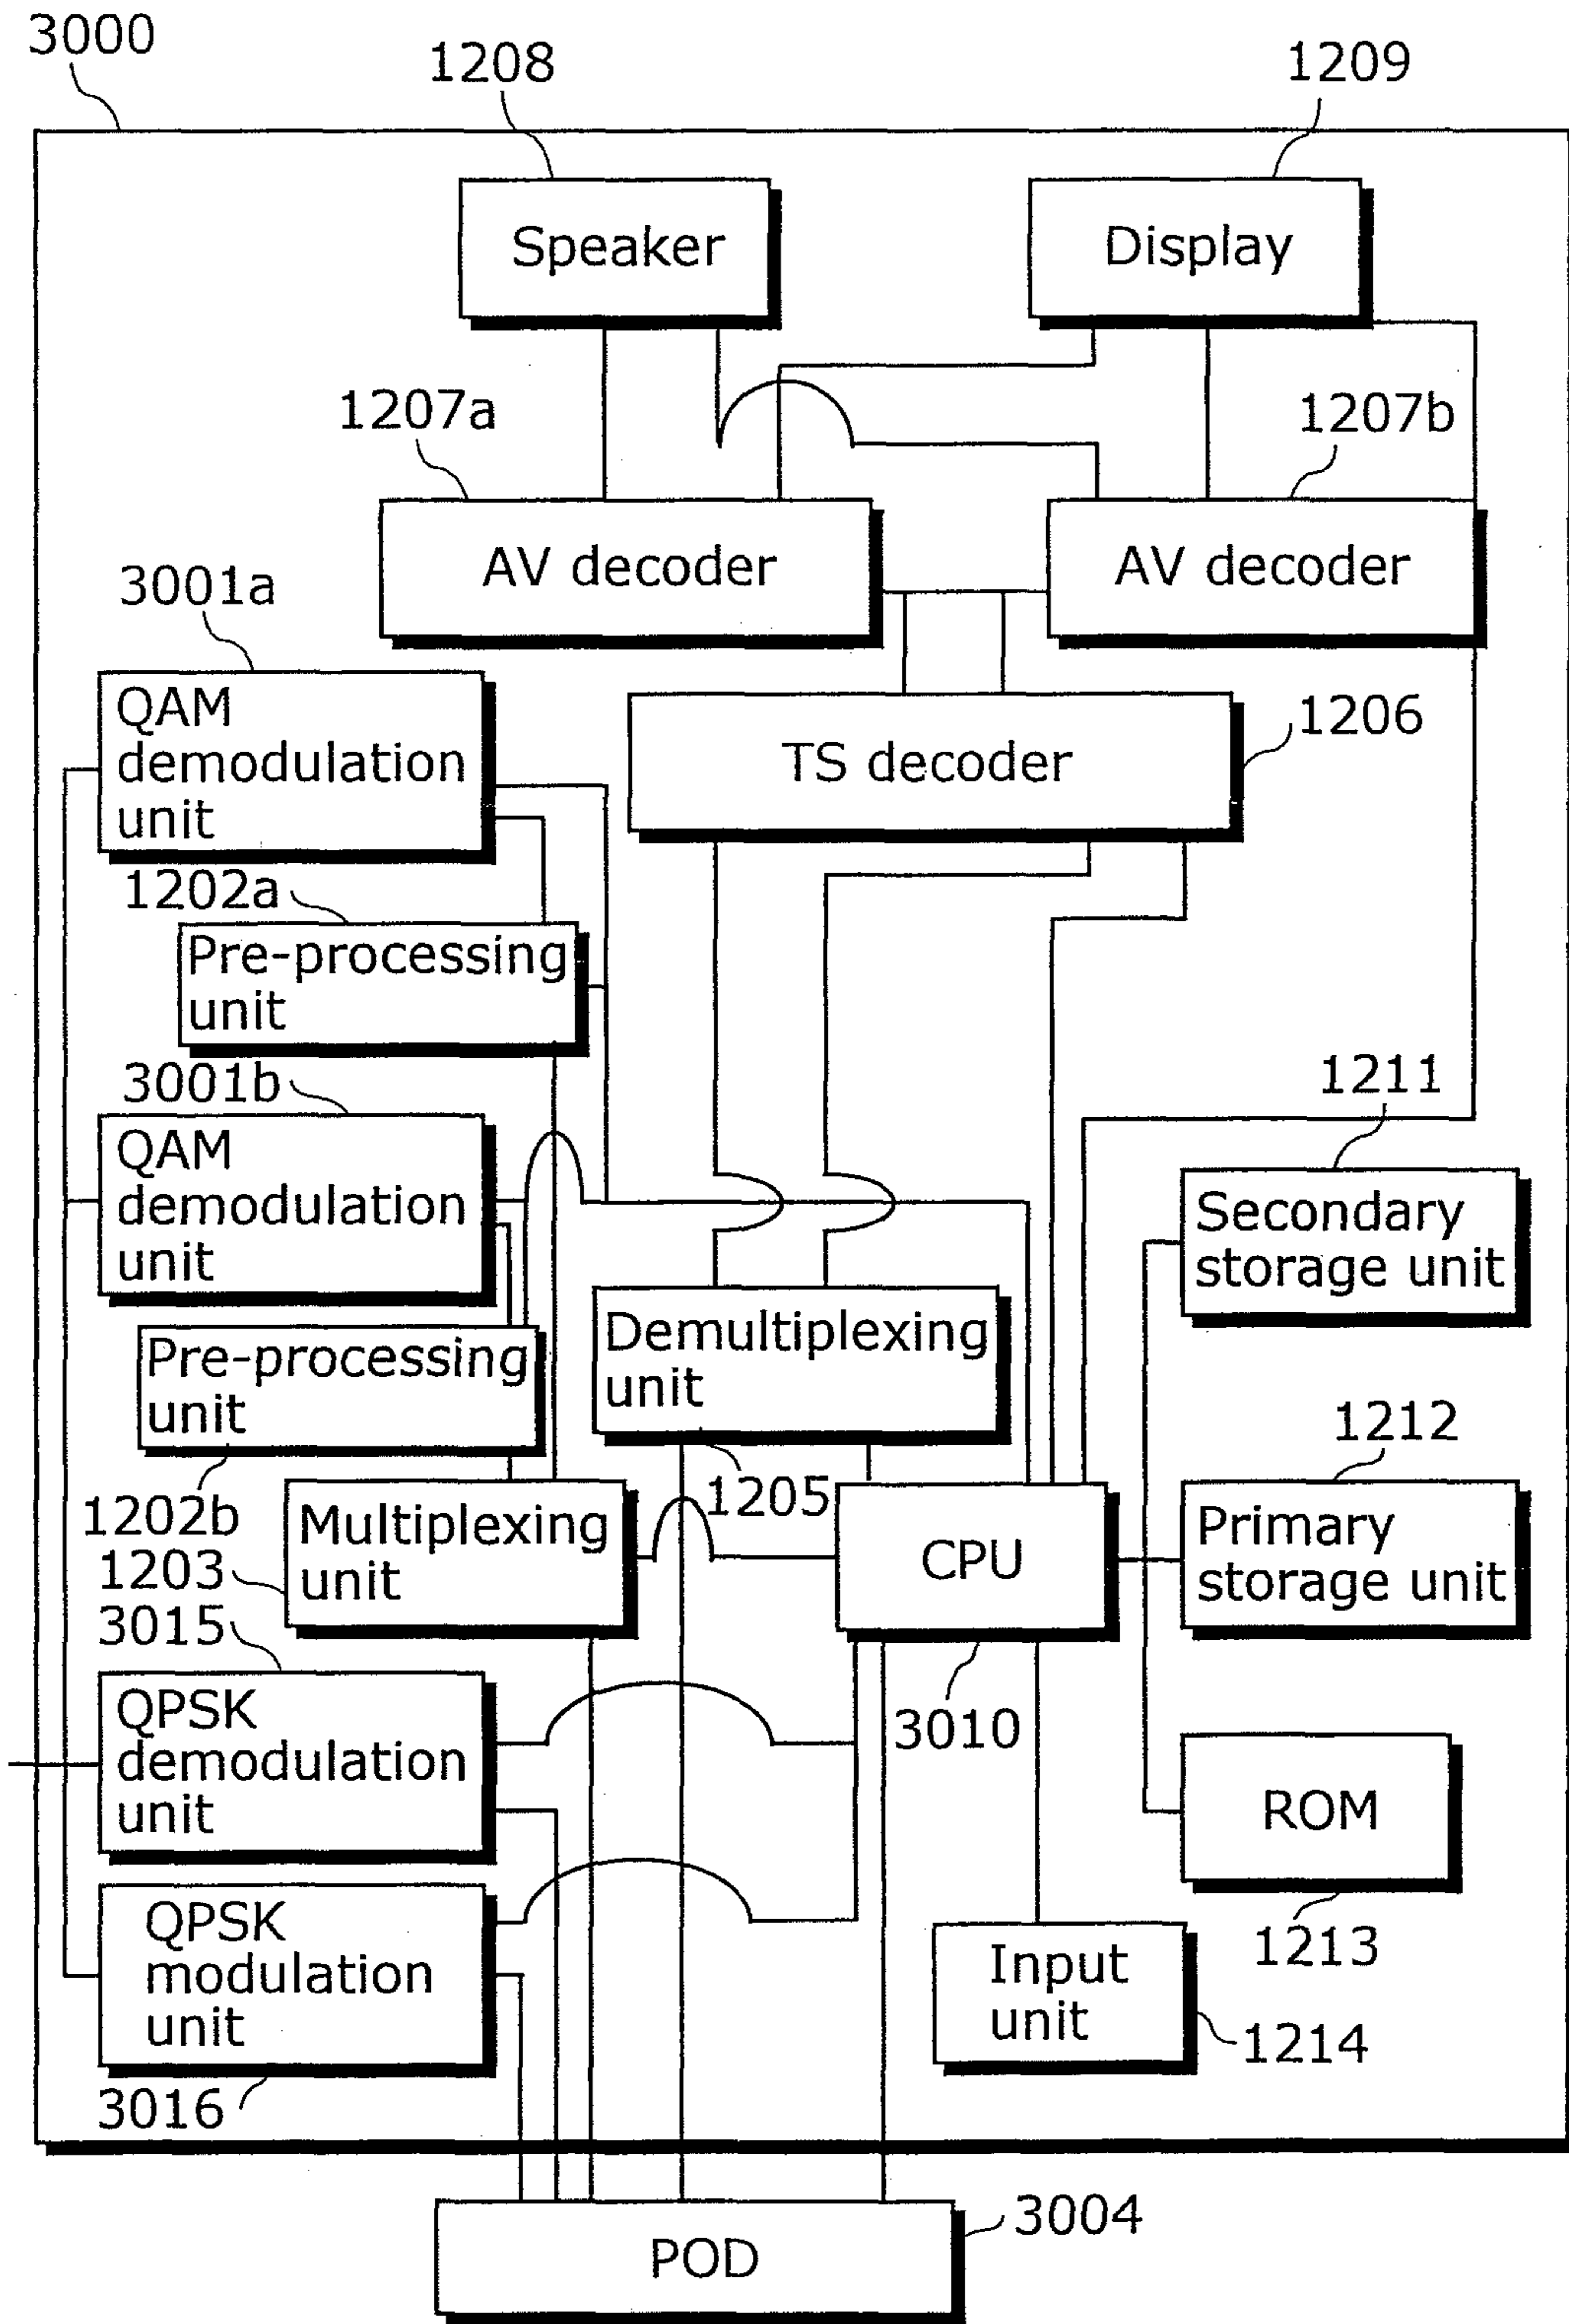 3000
1208
1209
Speaker
Display
1207a
1207b
AV decoder
AV decoder
3001a
QAM
demodulation
unit
1206
TS decoder
1202a
Pre-processing
unit
3001b
QAM
demodulation
unit
1211
Secondary
storage unit
Pre-processing
unit
Demultiplexing
unit
1212
1202b
1205
Multiplexing
unit
CPU
Primary
storage unit
1203
3015
QPSK
demodulation
unit
3010
ROM
1213
QPSK
modulation
unit
Input
unit
1214
3016
3004
POD